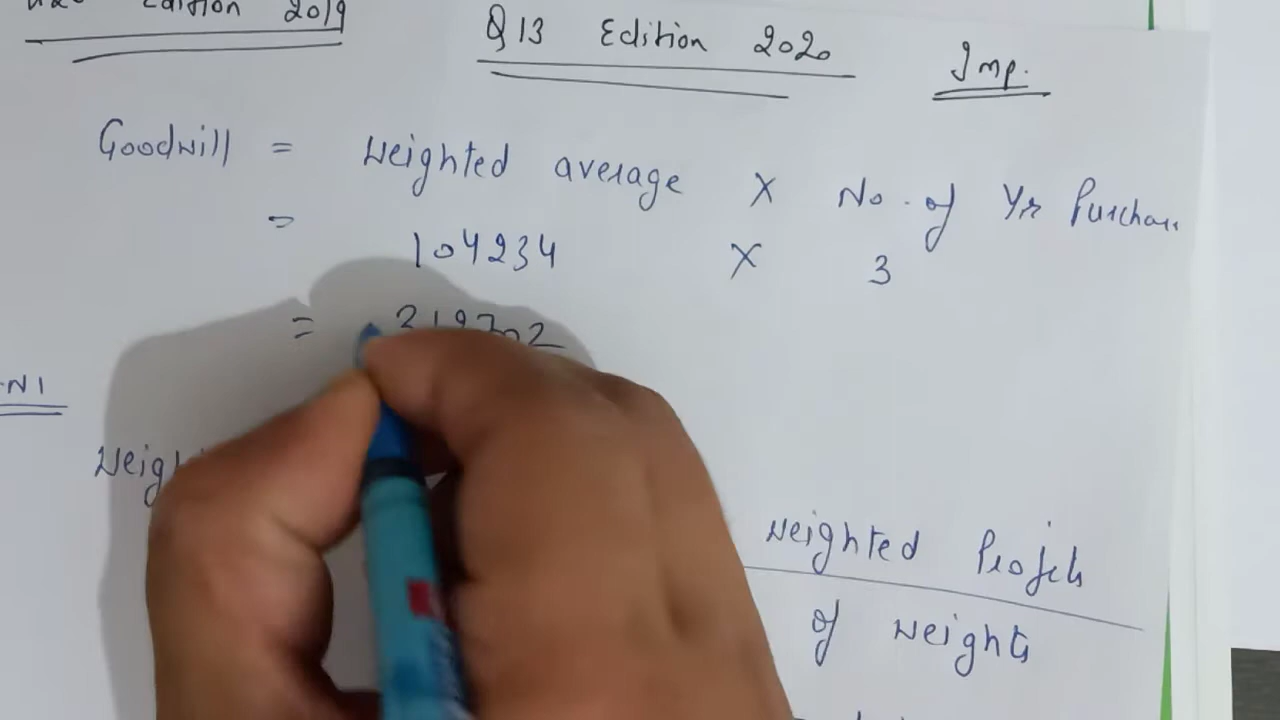 Edition 2019
Q13 Edition 2020
Imp.
Goodwill = Weighted average X No. of Yr Purchase
= 104234 X 3
= 312702
Weighted Profits
of weights